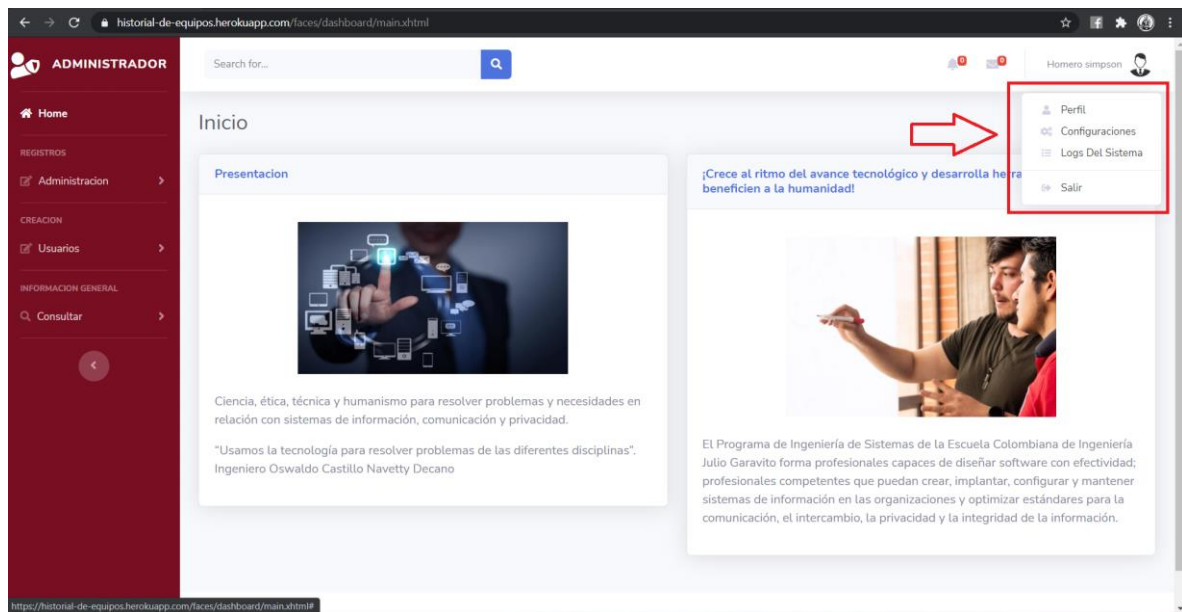 historial-de-equipos.herokuapp.com/faces/dashboard/main.xhtml
ADMINISTRADOR
Search for...
0
0
Homero simpson
Home
REGISTROS
Administracion
CREACION
Usuarios
INFORMACION GENERAL
Consultar
Perfil
Configuraciones
Logs Del Sistema
Salir
Inicio
Presentacion
Ciencia, ética, técnica y humanismo para resolver problemas y necesidades en
relación con sistemas de información, comunicación y privacidad.
"Usamos la tecnología para resolver problemas de las diferentes disciplinas".
Ingeniero Oswaldo Castillo Navetty Decano
¡Crece al ritmo del avance tecnológico y desarrolla
beneficien a la humanidad!
El Programa de Ingeniería de Sistemas de la Escuela Colombiana de Ingeniería
Julio Garavito forma profesionales capaces de diseñar software con efectividad;
profesionales competentes que puedan crear, implantar, configurar y mantener
sistemas de información en las organizaciones y optimizar estándares para la
comunicación, el intercambio, la privacidad y la integridad de la información.
https://historial-de-equipos.herokuapp.com/faces/dashboard/main.xhtml#